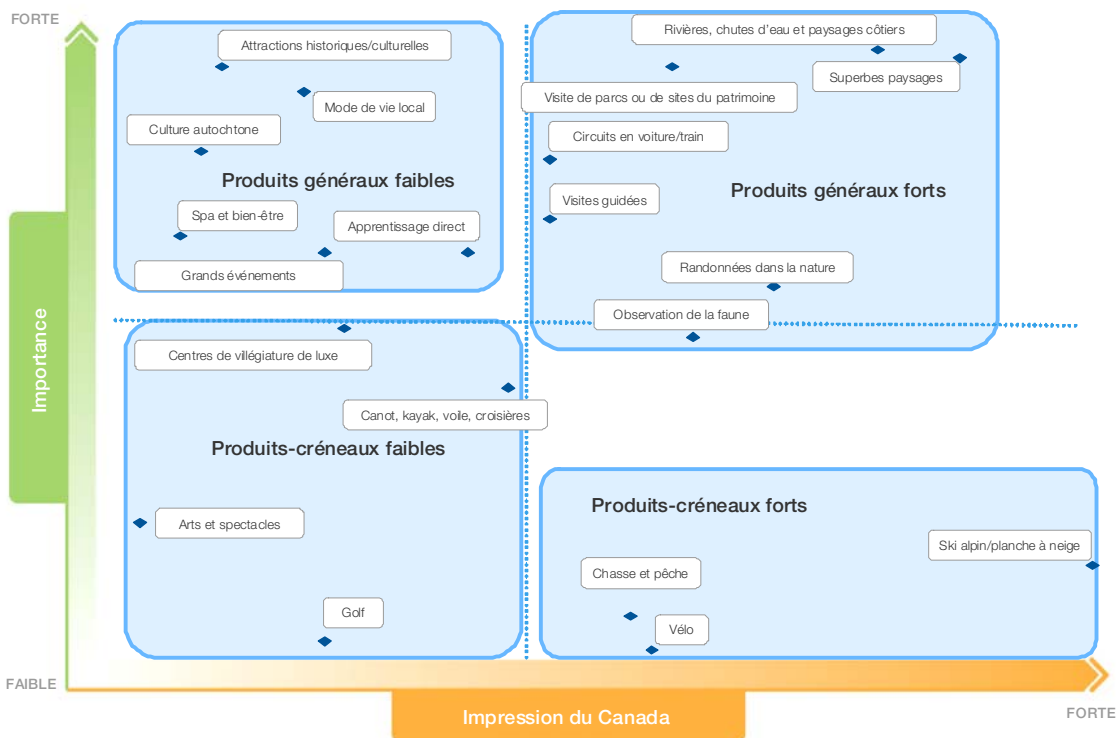 FORTE
Attractions historiques/culturelles
Mode de vie local
Culture autochtone
Produits généraux faibles
Spa et bien-être
Apprentissage direct
Grands événements
Rivières, chutes d'eau et paysages côtiers
Superbes paysages
Visite de parcs ou de sites du patrimoine
Circuits en voiture/train
Produits généraux forts
Visites guidées
Randonnées dans la nature
Observation de la faune
Importance
Centres de villégiature de luxe
Canot, kayak, voile, croisières
Produits-créneaux faibles
Arts et spectacles
Golf
Produits-créneaux forts
Ski alpin/planche à neige
Chasse et pêche
Vélo
FAIBLE
Impression du Canada
FORTE